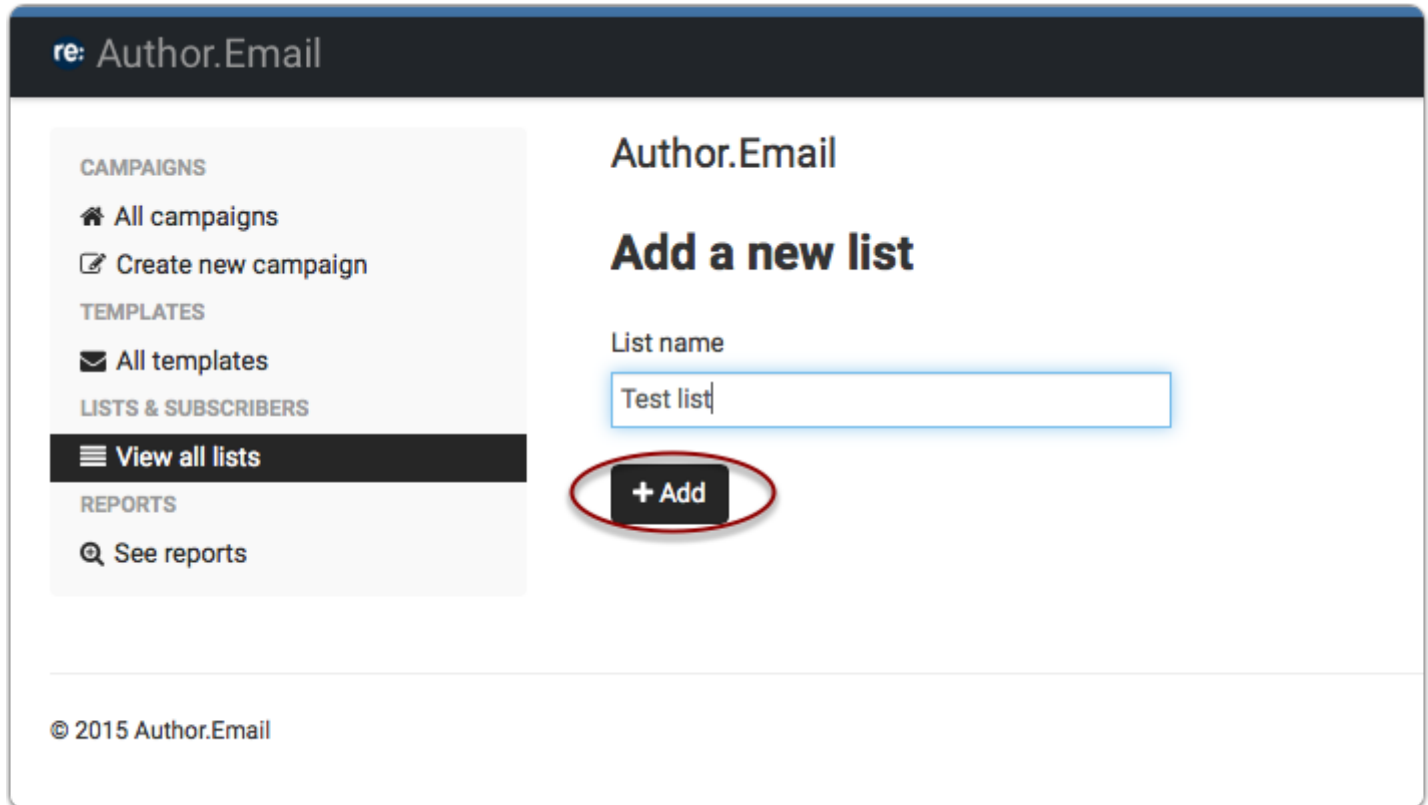 re: Author.Email
CAMPAIGNS
All campaigns
Create new campaign
TEMPLATES
All templates
LISTS & SUBSCRIBERS
View all lists
REPORTS
See reports
Author.Email
Add a new list
List name
Test list
+ Add
© 2015 Author.Email